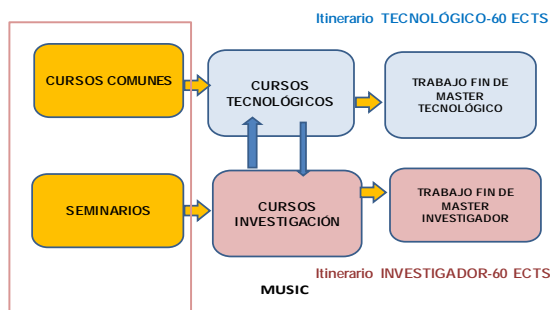 Itinerario TECNOLÓGICO-60 ECTS
CURSOS COMUNES
CURSOS
TECNOLÓGICOS
TRABAJO FIN DE
MASTER
TECNOLÓGICO
SEMINARIOS
CURSOS
INVESTIGACIÓN
TRABAJO FIN DE
MASTER
INVESTIGADOR
Itinerario INVESTIGADOR-60 ECTS
MUSIC